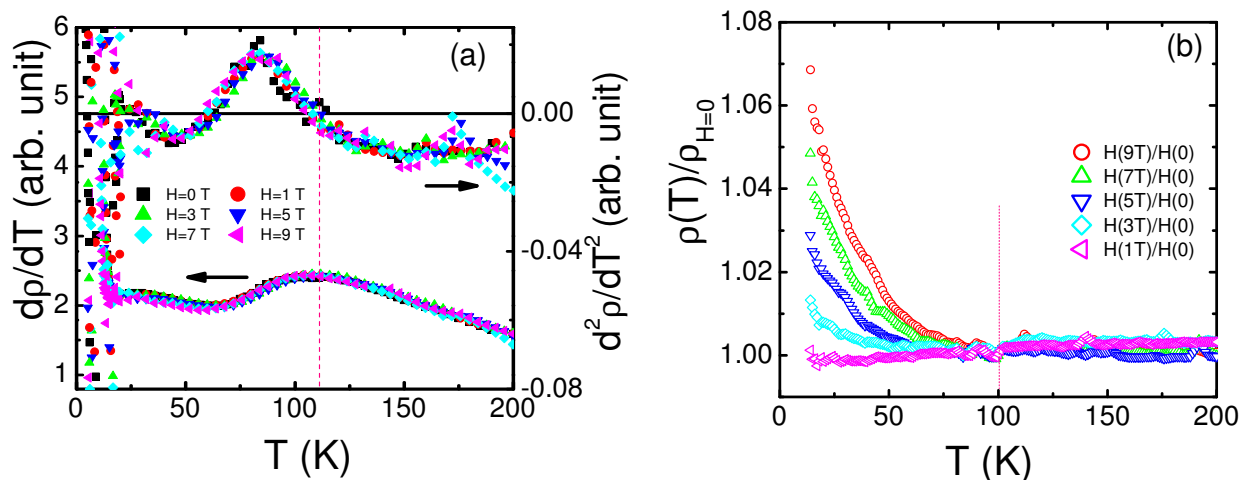 (a)
dρ/dT (arb. unit)
6
5
4
3
2
1
H=0 T
H=1 T
H=3 T
H=5 T
H=7 T
H=9 T
0.00
-0.04
-0.08
d²ρ/dT² (arb. unit)
0 50 100 150 200
T (K)
(b)
ρ(T)/ρH=0
1.08
1.06
1.04
1.02
1.00
H(9T)/H(0)
H(7T)/H(0)
H(5T)/H(0)
H(3T)/H(0)
H(1T)/H(0)
0 50 100 150 200
T (K)